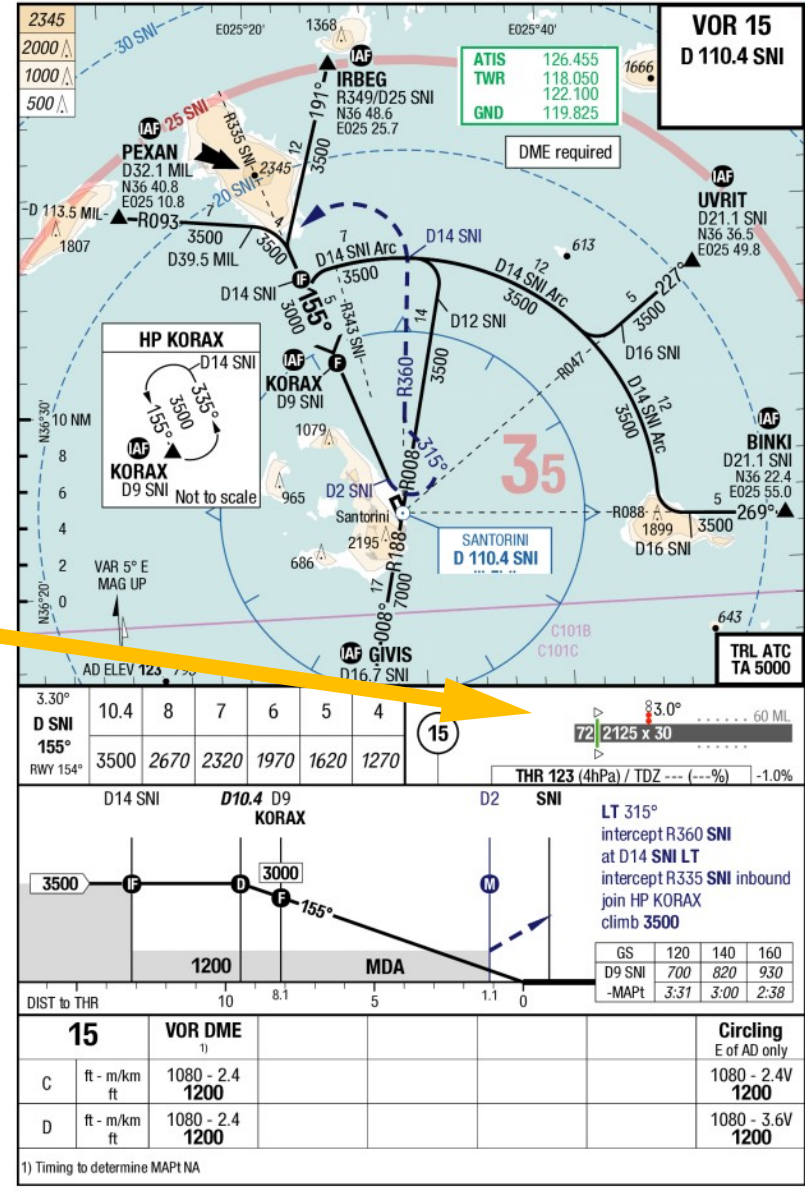 2345
2000
1000
500
30 SNI
E025°20'
1368
E025°40'
ATIS 126.455
TWR 118.050
122.100
GND 119.825
1666
VOR 15
D 110.4 SNI
IAF
IRBEG
R349/D25 SNI
N36 48.6
E025 25.7
191°
12
3500
25 SNI
IAF
PEXAN
D32.1 MIL
N36 40.8
E025 10.8
R335 SNI
2345
20 SNI
DME required
IAF
UVRIT
D21.1 SNI
N36 36.5
E025 49.8
D 113.5 MIL
R093
7
3500
1807
D39.5 MIL
4
3500
D14 SNI
7
D14 SNI Arc
3500
613
12
D14 SNI Arc
3500
227°
5
3500
D16 SNI
IF
D14 SNI
155°
5
3000
R343 SNI
14
D12 SNI
3500
R360
R047
12
D14 SNI Arc
3500
HP KORAX
D14 SNI
155°
3500
335°
IAF
KORAX
D9 SNI
Not to scale
IAF
KORAX
D9 SNI
F
IAF
BINKI
D21.1 SNI
N36 22.4
E025 55.0
N36°30'
10 NM
8
6
4
2
0
N36°20'
1079
965
D2 SNI
315°
R008
35
Santorini
2195
686
R188
17
7000
008°
SANTORINI
D 110.4 SNI
R088
1899
5
3500
269°
D16 SNI
VAR 5° E
MAG UP
C101B
C101C
643
IAF GIVIS
D16.7 SNI
AD ELEV 123
TRL ATC
TA 5000
3.30°
D SNI
155°
RWY 154°
10.4 8 7 6 5 4
3500 2670 2320 1970 1620 1270
15
3.0°
60 ML
72 2125 x 30
THR 123 (4hPa) / TDZ --- (---%) -1.0%
D14 SNI D10.4 D9 D2 SNI
KORAX
3500 IF D 3000 F 155° M
1200 MDA
DIST to THR 10 8.1 5 1.1 0
LT 315°
intercept R360 SNI
at D14 SNI LT
intercept R335 SNI inbound
join HP KORAX
climb 3500
GS 120 140 160
D9 SNI 700 820 930
-MAPt 3:31 3:00 2:38
15 VOR DME Circling
1) E of AD only
C ft - m/km 1080 - 2.4 1080 - 2.4V
ft 1200 1200
D ft - m/km 1080 - 2.4 1080 - 3.6V
ft 1200 1200
1) Timing to determine MAPt NA